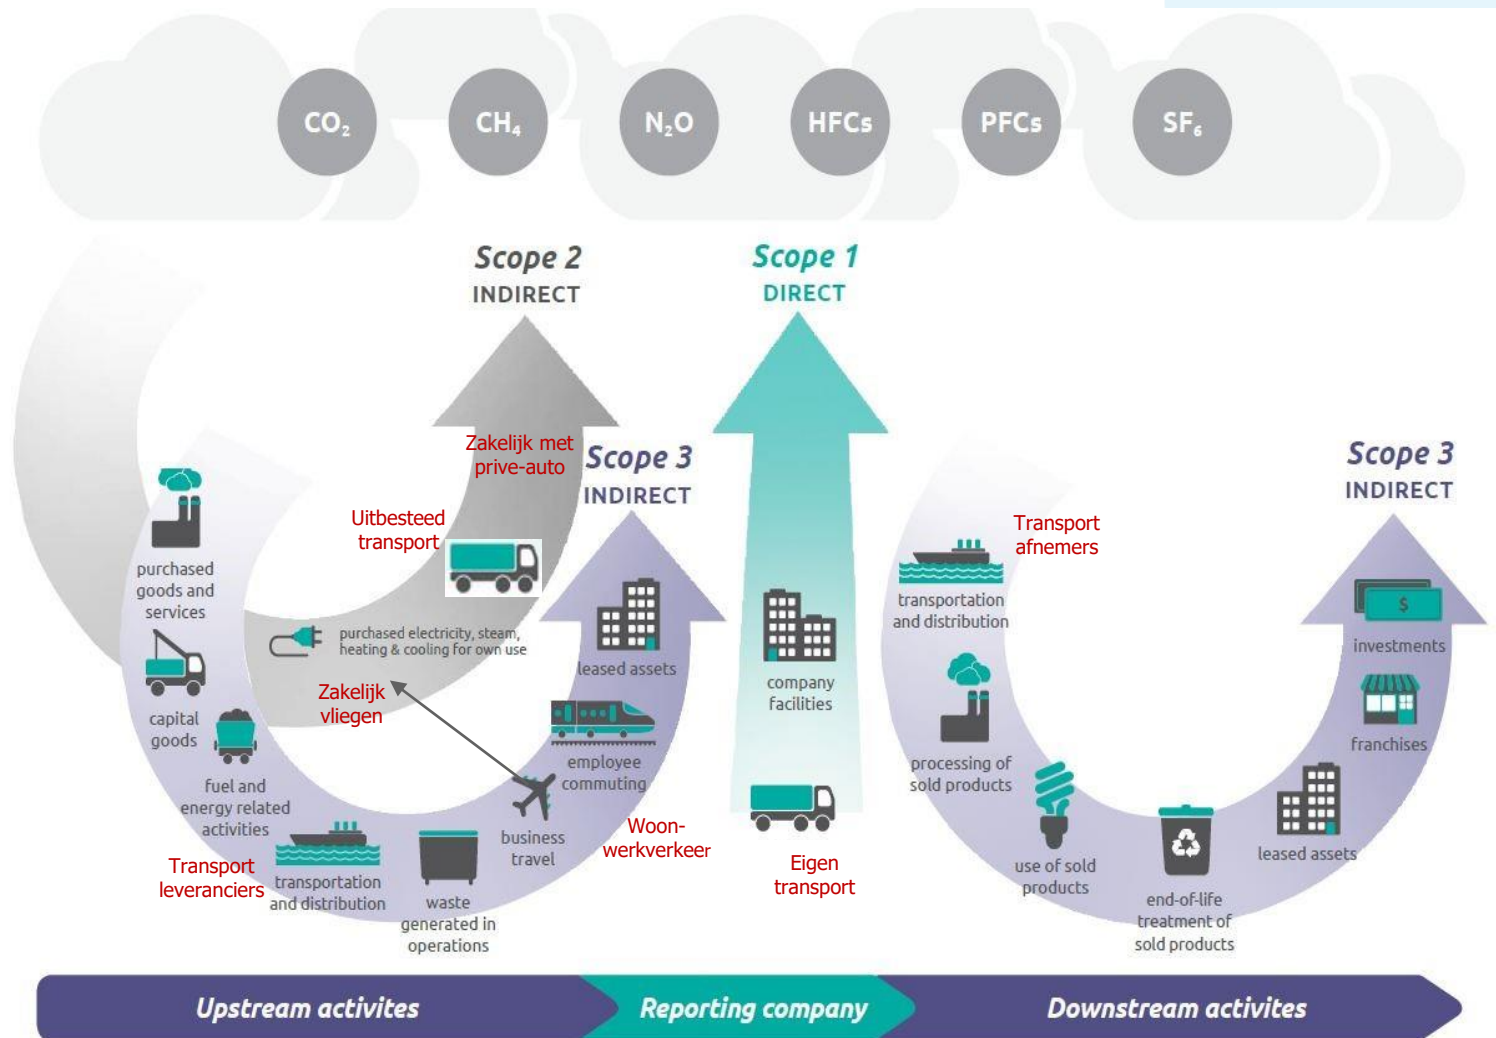 CO₂
CH₄
N₂O
HFCs
PFCs
SF₆
Scope 2
INDIRECT
Scope 1
DIRECT
Zakelijk met
prive-auto
Scope 3
INDIRECT
Scope 3
INDIRECT
Uitbesteed
transport
Transport
afnemers
purchased
goods and
services
purchased electricity, steam,
heating & cooling for own use
leased assets
Zakelijk
vliegen
capital
goods
fuel and
energy related
activities
Transport
leveranciers
transportation
and distribution
waste
generated in
operations
business
travel
employee
commuting
Woon-
werkverkeer
company
facilities
Eigen
transport
transportation
and distribution
processing of
sold products
use of sold
products
end-of-life
treatment of
sold products
leased assets
franchises
$
investments
Upstream activites
Reporting company
Downstream activites